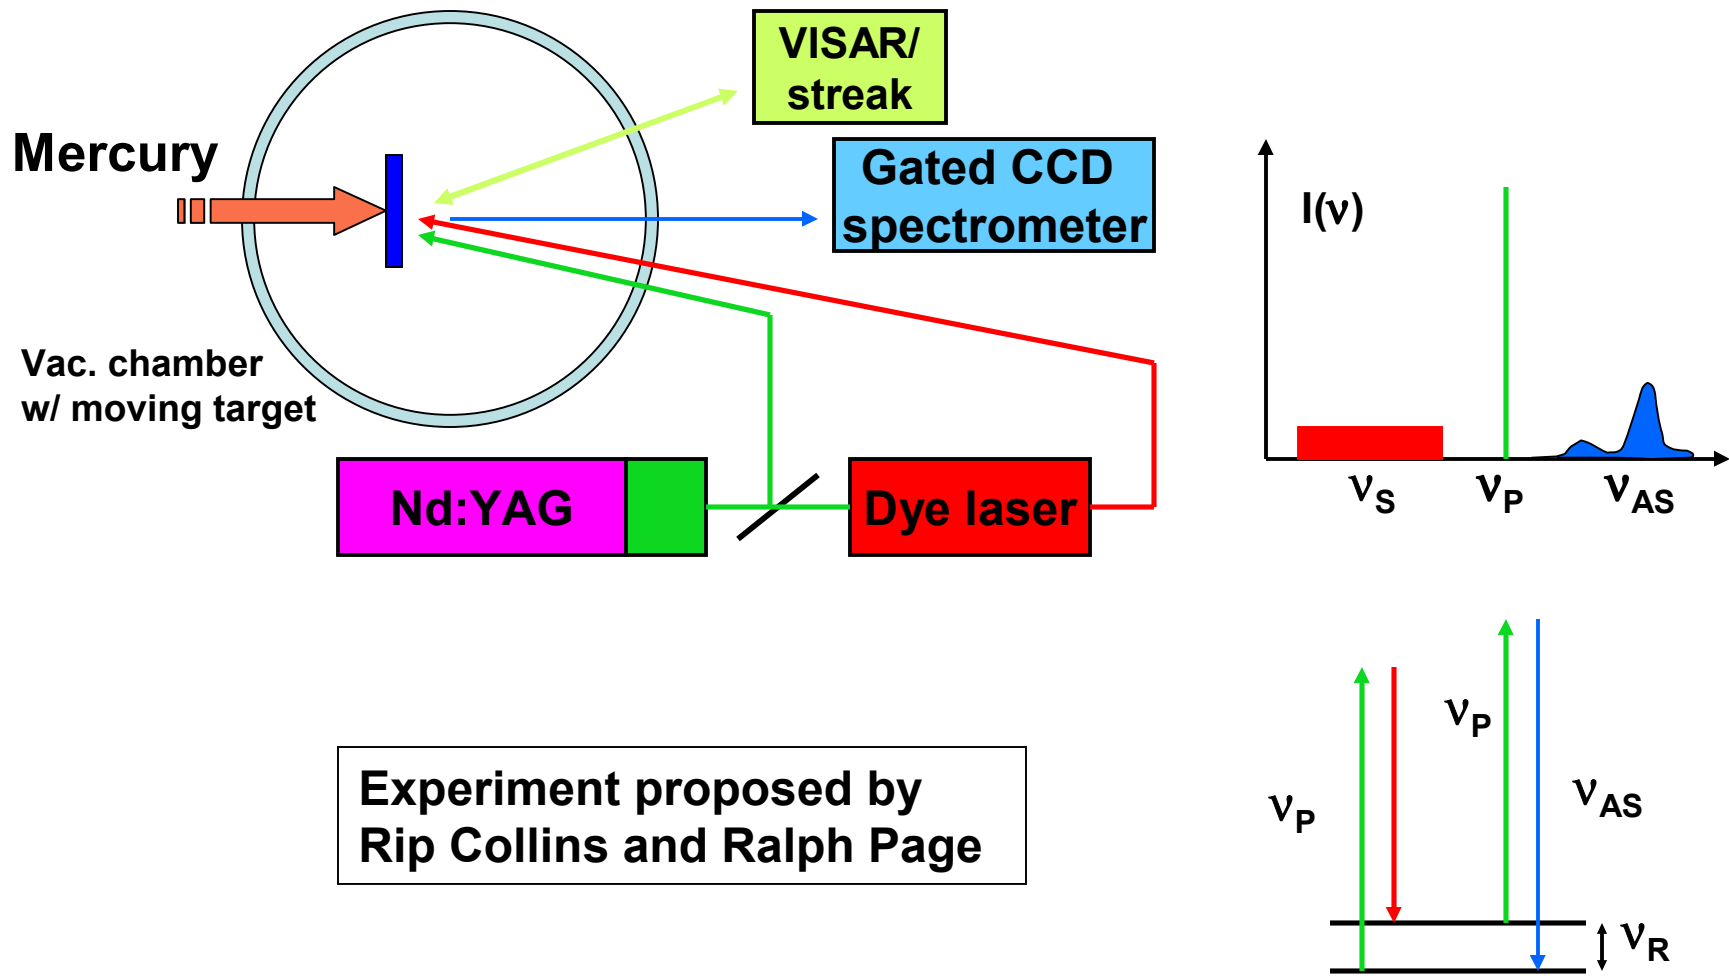 VISAR/
streak
Mercury
Gated CCD
spectrometer
I(ν)
Vac. chamber
w/ moving target
Nd:YAG
Dye laser
νS
νP
νAS
νP
νP
νAS
νR
Experiment proposed by
Rip Collins and Ralph Page